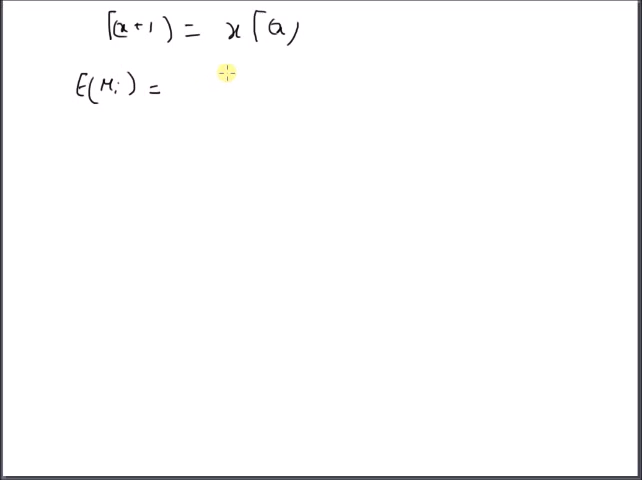 Γ(x+1) = x Γ(x)
E(Mi) =